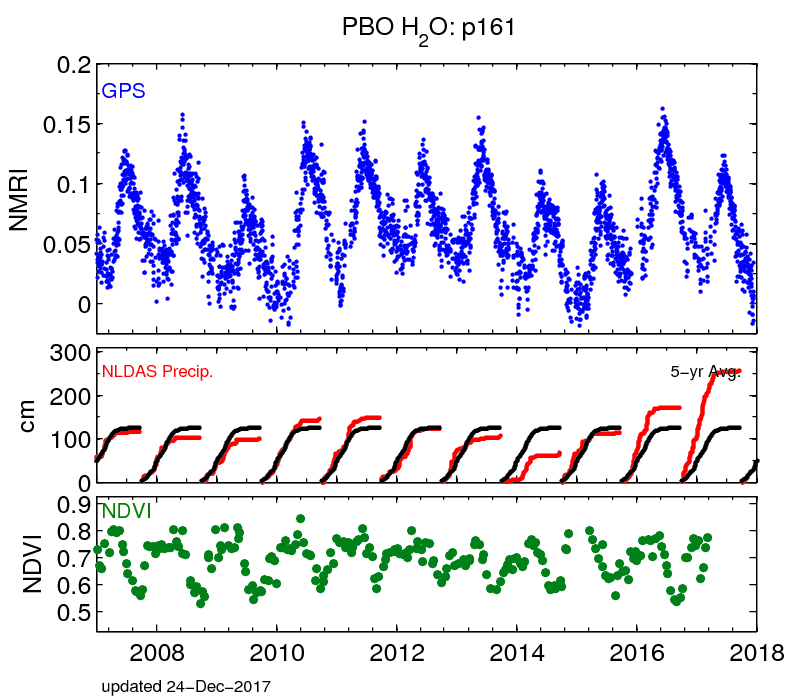 PBO H2O: p161
0.2
GPS
0.15
0.1
0.05
0
NMRI
300
NLDAS Precip. 5-yr Avg.
200
100
0
cm
0.9
NDVI
0.8
0.7
0.6
0.5
NDVI
2008 2010 2012 2014 2016 2018
updated 24-Dec-2017